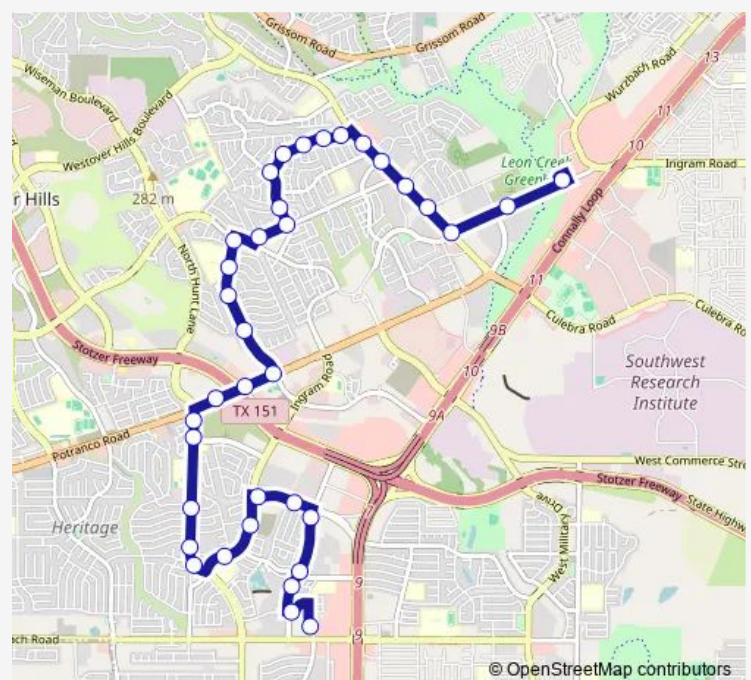 Grissom Road
Grissom Road
13
Wiseman Boulevard
Wurzbach Road
11
Westover Hills Boulevard
10
Leon Creek
Ingram Road
r Hills
282 m
Connally Loop
North Hunt Lane
11
Culebra Road
Culebra Ro
9B
Stotzer Freeway
10
Southwest
Research
Institute
Ingram Road
TX 151
9A
Potranco Road
West Commerce Stre
Stotzer Freeway
State Highw
Heritage
West Military
Drive
9
ach Road
9
© OpenStreetMap contributors